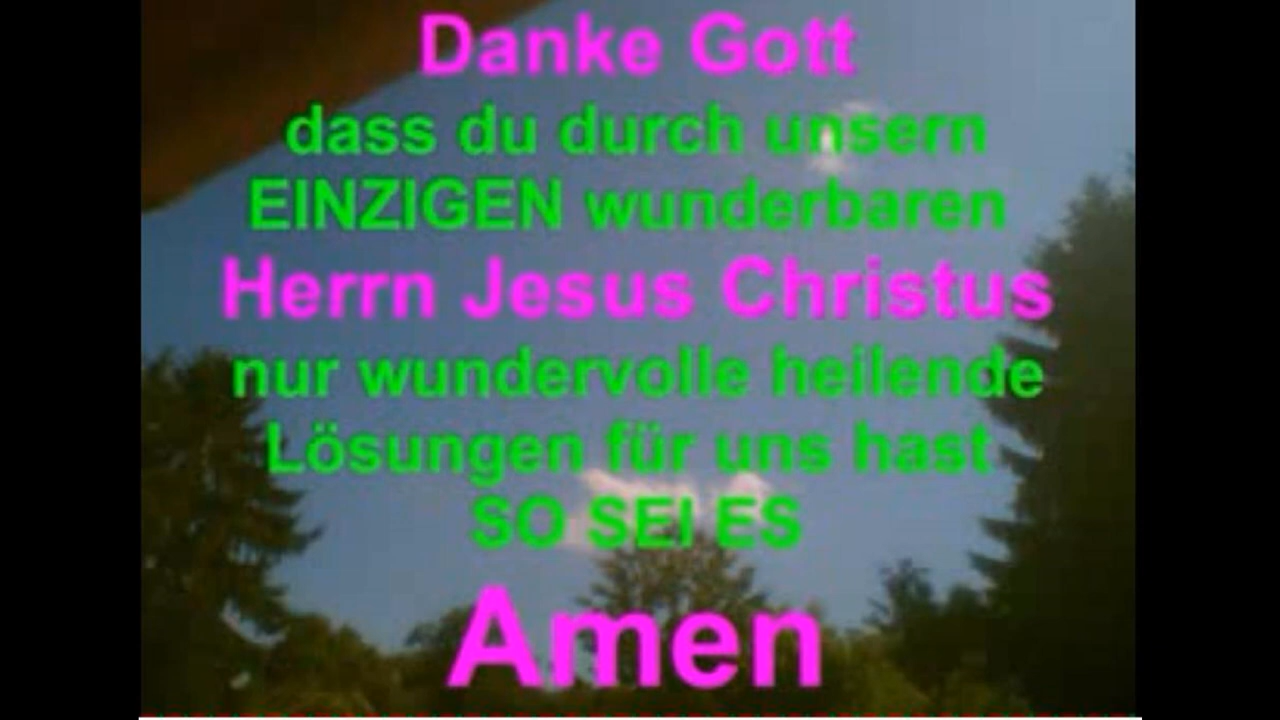 Danke Gott
dass du durch unsern
EINZIGEN wunderbaren
Herrn Jesus Christus
nur wundervolle heilende
Lösungen für uns hast
SO SEI ES
Amen